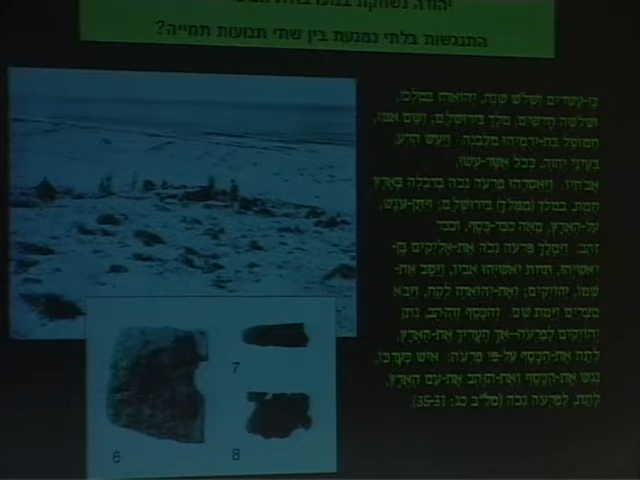 יהודה נשחקת במערבולת
התנגשות בלתי נמנעת בין שתי תנועות תחייה?
בן-עשרים ושלש שנה, יהואחז במלכו,
ושלשה חדשים, מלך בירושלם; ושם אמו,
חמוטל בת-ירמיהו מלבנה. ויעש הרע,
בעיני יהוה, ככל אשר-עשו,
אבתיו. ויאסרהו פרעה נכה ברבלה בארץ
חמת, במלך (ממלך) בירושלם; ויתן-ענש,
על-הארץ, מאה ככר-כסף, וככר
זהב. וימלך פרעה נכה את-אליקים בן-
יאשיהו, תחת יאשיהו אביו, ויסב את-
שמו, יהויקים; ואת-יהואחז לקח, ויבא
מצרים וימת שם. והכסף והזהב, נתן
יהויקים לפרעה--אך העריך את-הארץ,
לתת את-הכסף על-פי פרעה: איש כערכו,
נגש את-הכסף ואת-הזהב את-עם הארץ,
לתת, לפרעה נכה (מל"ב כג: 35-31).
7
6
8